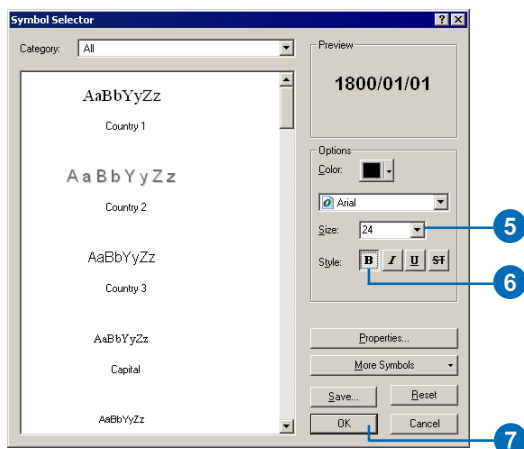 Symbol Selector
Category: All
AaBbYyZz
Country 1
AaBbYyZz
Country 2
AaBbYyZz
Country 3
AaBbYyZz
Capital
AaBbYyZz
Preview
1800/01/01
Options
Color:
Arial
Size: 24
5
Style: B I U ST
6
Properties...
More Symbols
Save... Reset
OK Cancel
7